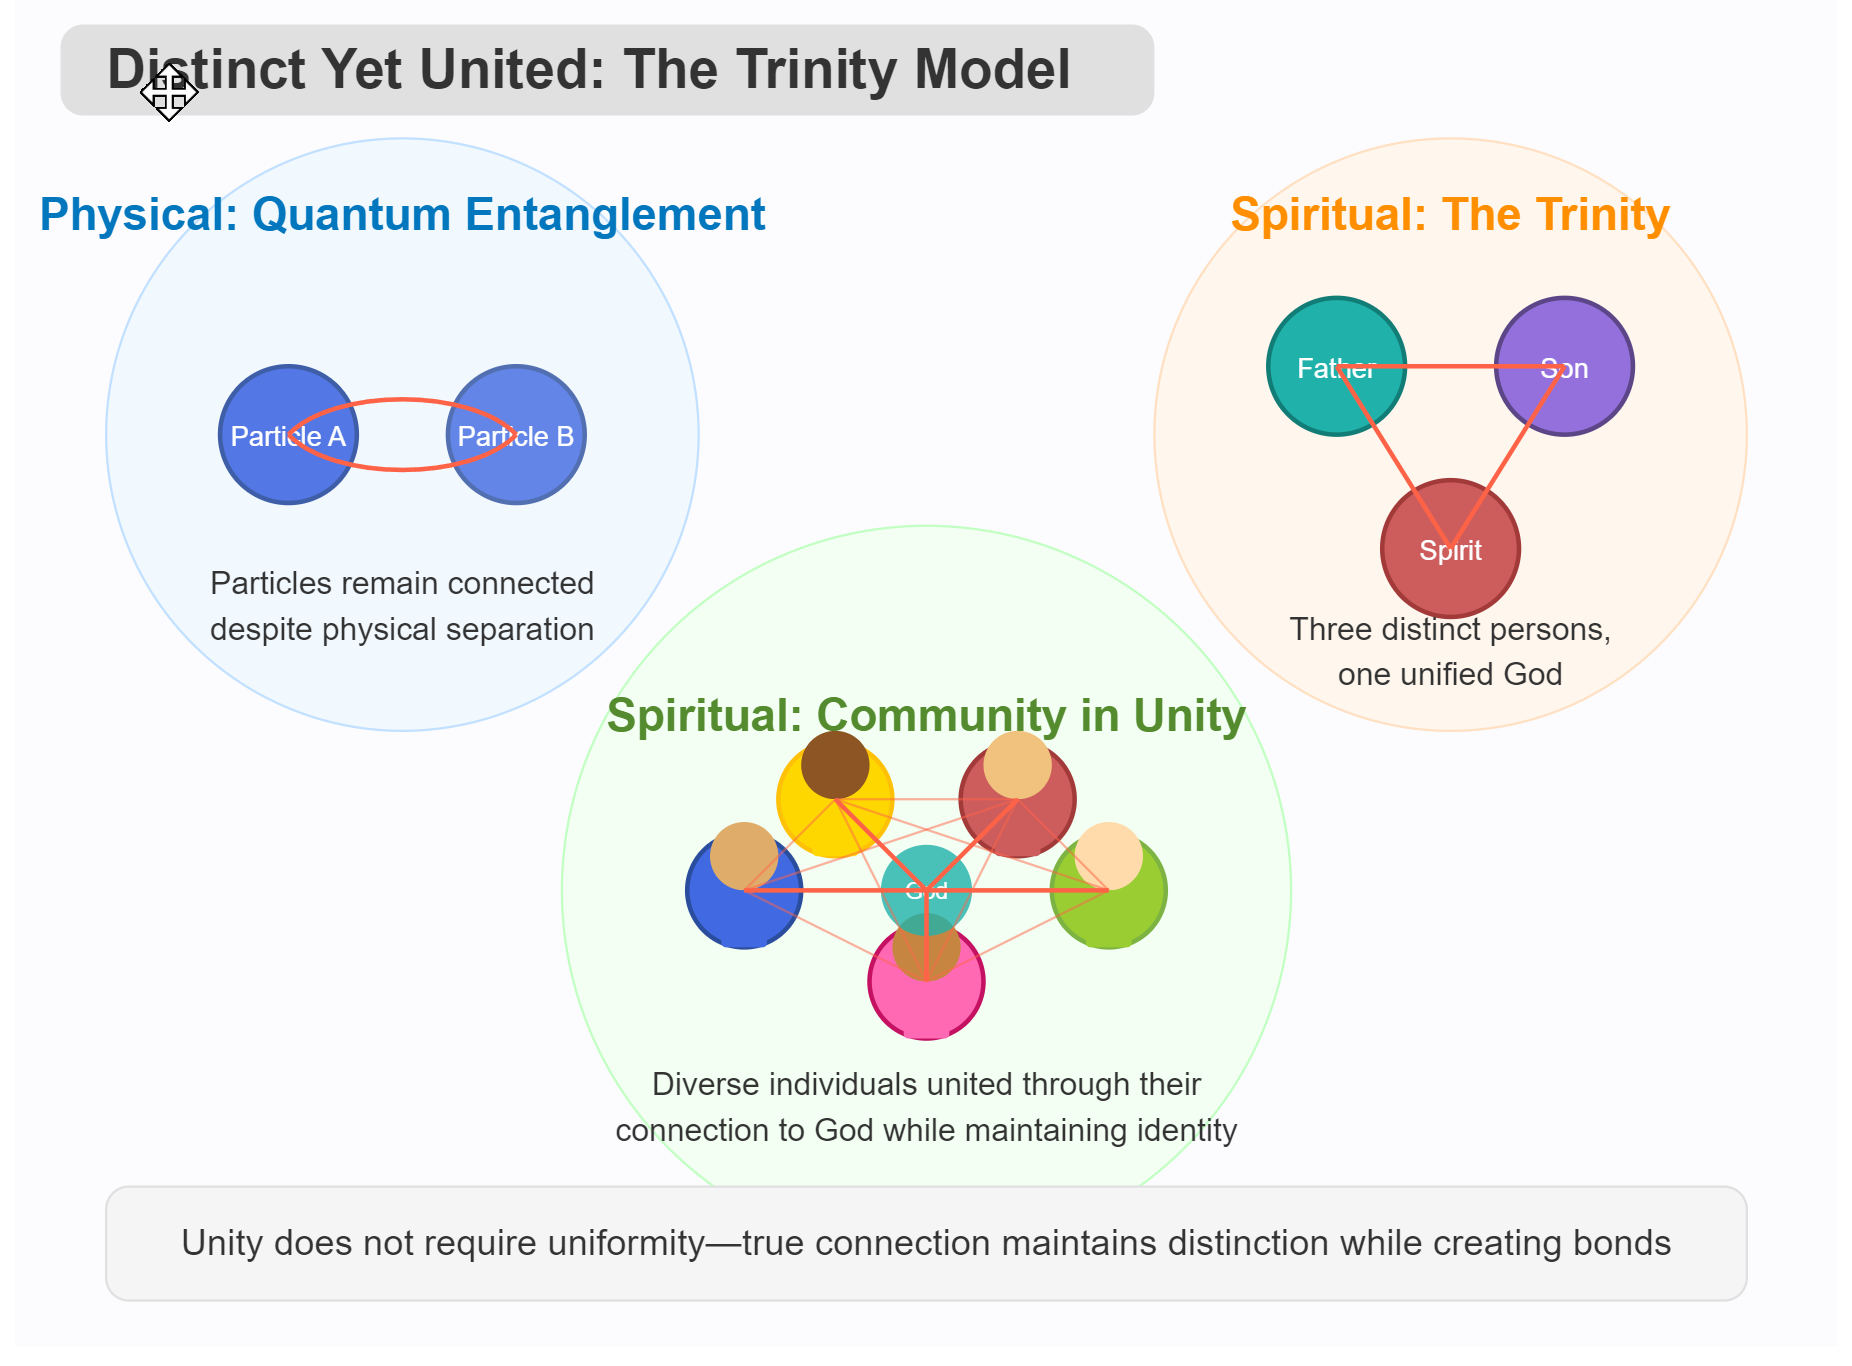 Distinct Yet United: The Trinity Model
Physical: Quantum Entanglement
Particle A
Particle B
Particles remain connected
despite physical separation
Spiritual: The Trinity
Father
Son
Spirit
Three distinct persons,
one unified God
Spiritual: Community in Unity
God
Diverse individuals united through their
connection to God while maintaining identity
Unity does not require uniformity—true connection maintains distinction while creating bonds